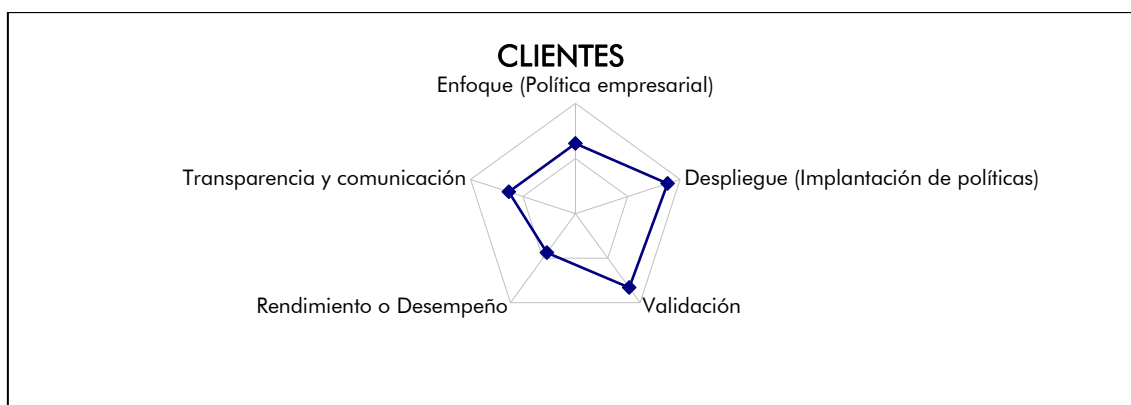 CLIENTES
Enfoque (Política empresarial)
Transparencia y comunicación
Despliegue (Implantación de políticas)
Rendimiento o Desempeño
Validación